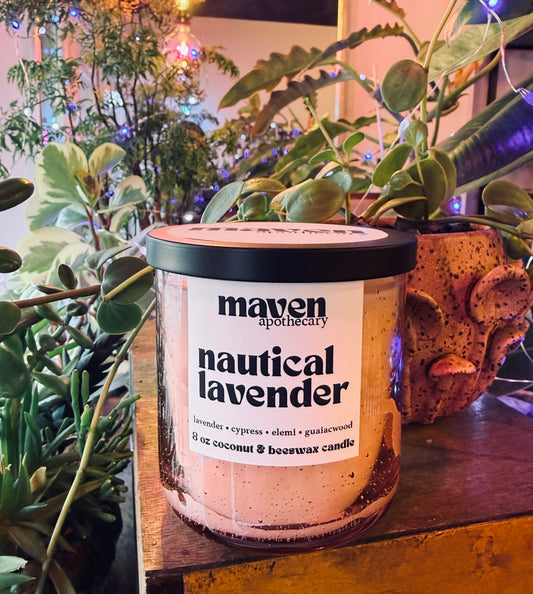 maven
apothecary
nautical
lavender
lavender • cypress • elemi • guaiacwood
8 oz coconut & beeswax candle